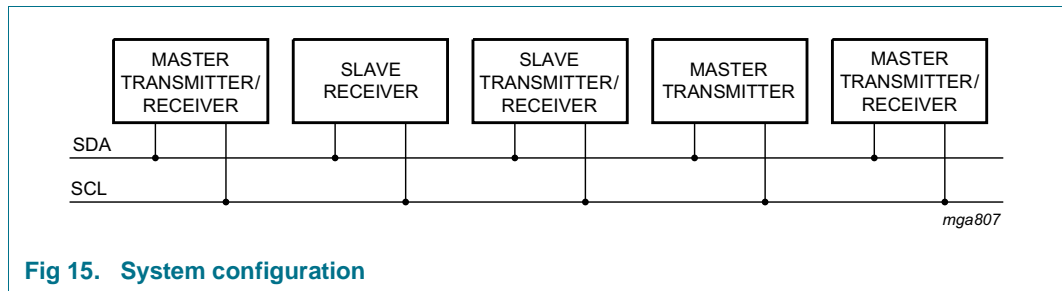 MASTER
TRANSMITTER/
RECEIVER
SLAVE
RECEIVER
SLAVE
TRANSMITTER/
RECEIVER
MASTER
TRANSMITTER
MASTER
TRANSMITTER/
RECEIVER
SDA
SCL
mga807
Fig 15. System configuration